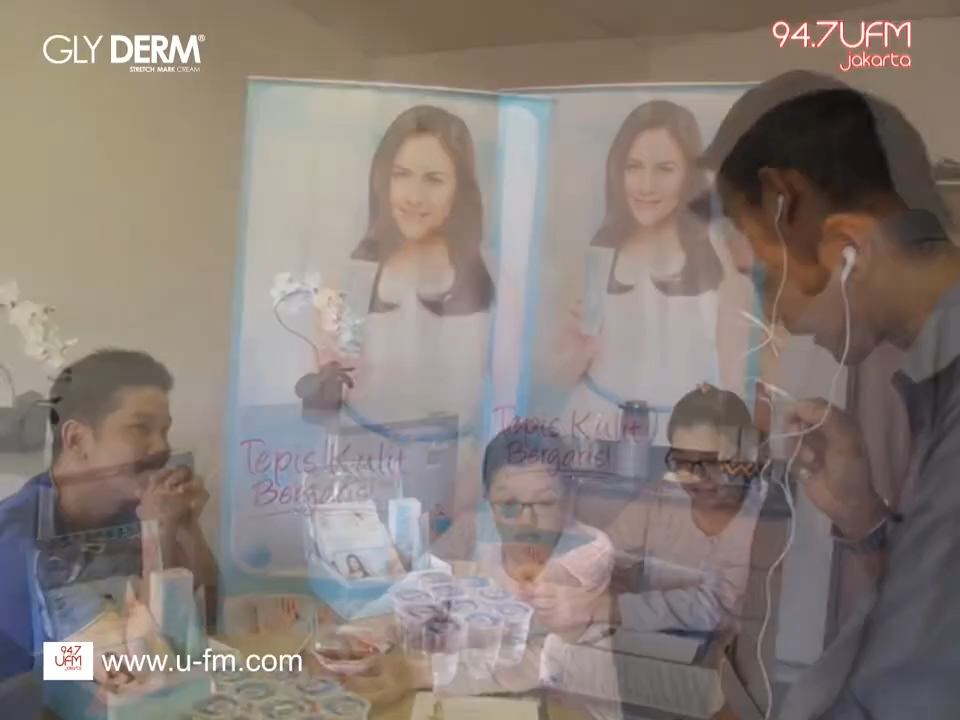 GLY DERM®
STRETCH MARK CREAM
94.7UFM
jakarta
Tepis Kulit
Bergaris!
Tepis Kulit
Bergaris!
94.7
UFM
jakarta
www.u-fm.com